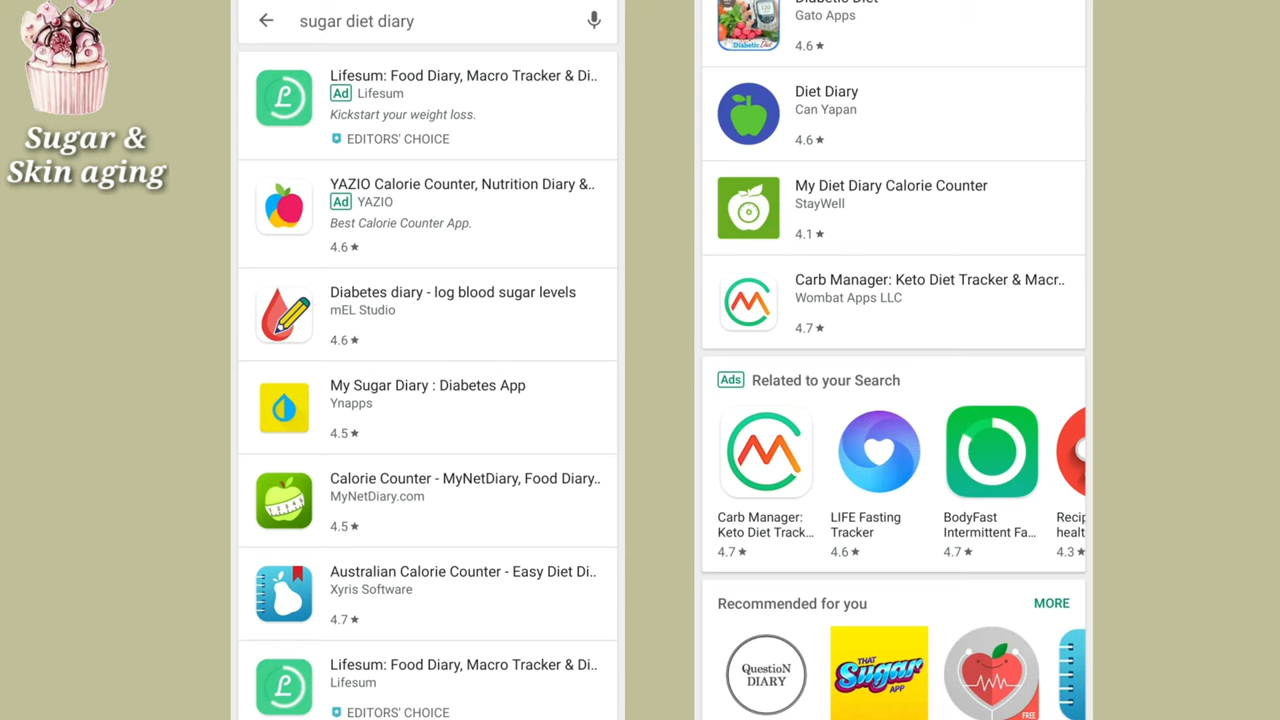 Sugar &
Skin aging
sugar diet diary
Lifesum: Food Diary, Macro Tracker & Di..
Ad Lifesum
Kickstart your weight loss.
EDITORS' CHOICE
YAZIO Calorie Counter, Nutrition Diary &..
Ad YAZIO
Best Calorie Counter App.
4.6★
Diabetes diary - log blood sugar levels
mEL Studio
4.6★
My Sugar Diary : Diabetes App
Ynapps
4.5★
Calorie Counter - MyNetDiary, Food Diary..
MyNetDiary.com
4.5★
Australian Calorie Counter - Easy Diet Di..
Xyris Software
4.7★
Lifesum: Food Diary, Macro Tracker & Di..
Lifesum
EDITORS' CHOICE
Diabetic Diet
Diabetic Diet
Gato Apps
4.6★
Diet Diary
Can Yapan
4.6★
My Diet Diary Calorie Counter
StayWell
4.1★
Carb Manager: Keto Diet Tracker & Macr..
Wombat Apps LLC
4.7★
Ads Related to your Search
Carb Manager:
Keto Diet Track...
4.7★
LIFE Fasting
Tracker
4.6★
BodyFast
Intermittent Fa...
4.7★
Recip
healt
4.3★
Recommended for you
MORE
QuestioN
DIARY
THAT
Sugar
APP
FREE